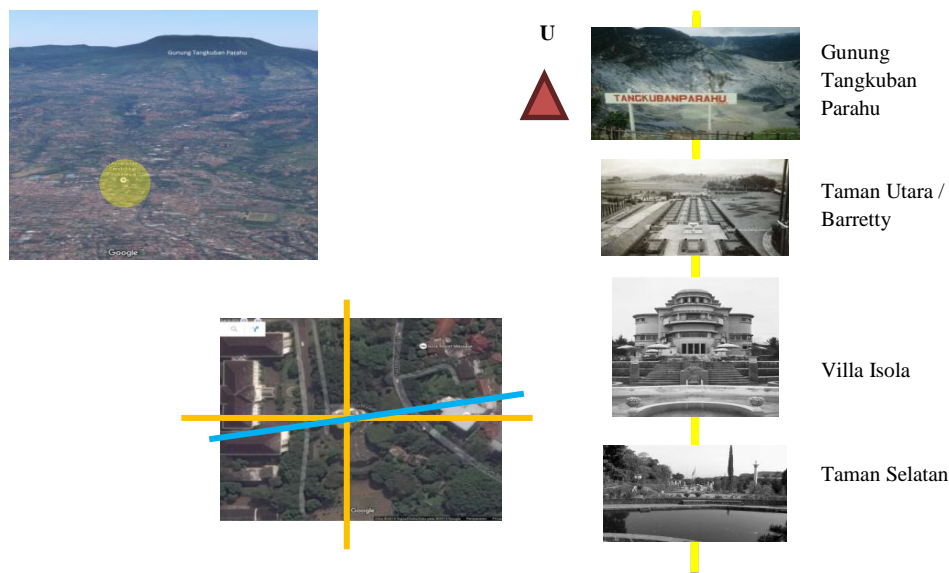 Gunung Tangkuban Parahu
Google
U
TANGKUBANPARAHU
Gunung
Tangkuban
Parahu
Taman Utara /
Barretty
Villa Isola
Taman Selatan
Google